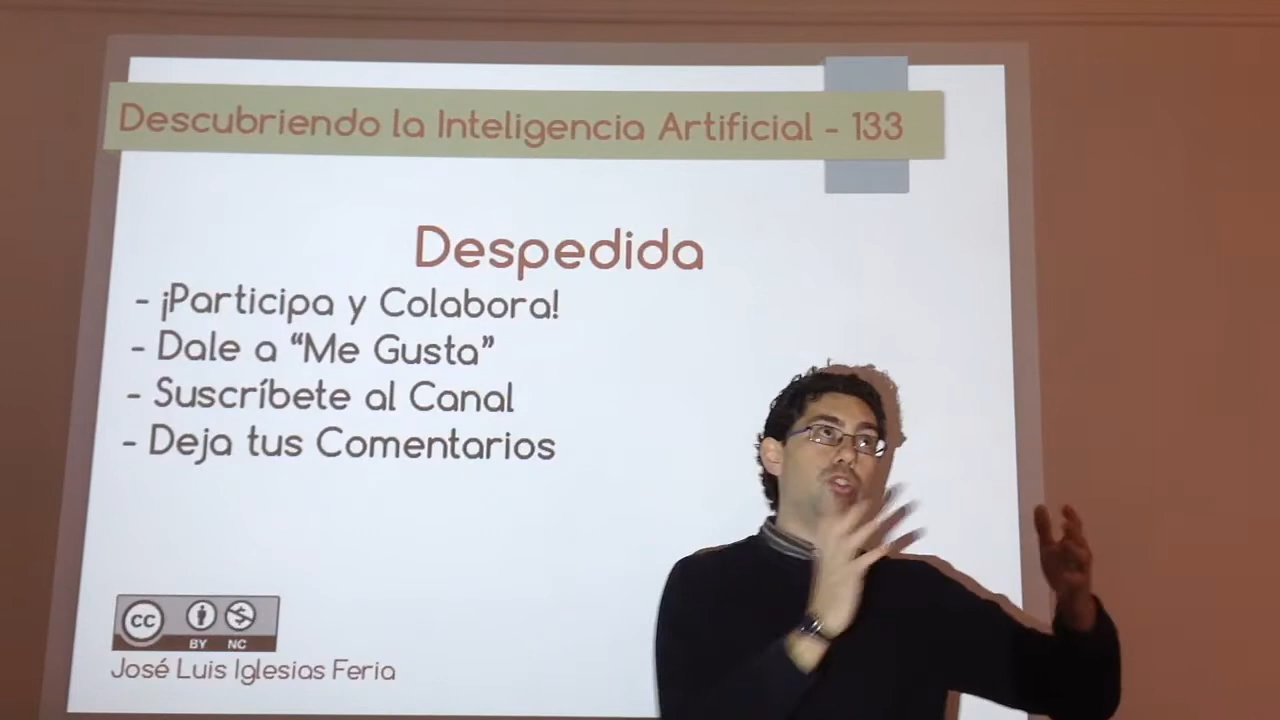 Descubriendo la Inteligencia Artificial - 133
Despedida
- ¡Participa y Colabora!
- Dale a “Me Gusta”
- Suscríbete al Canal
- Deja tus Comentarios
CC
BY NC
José Luis Iglesias Feria